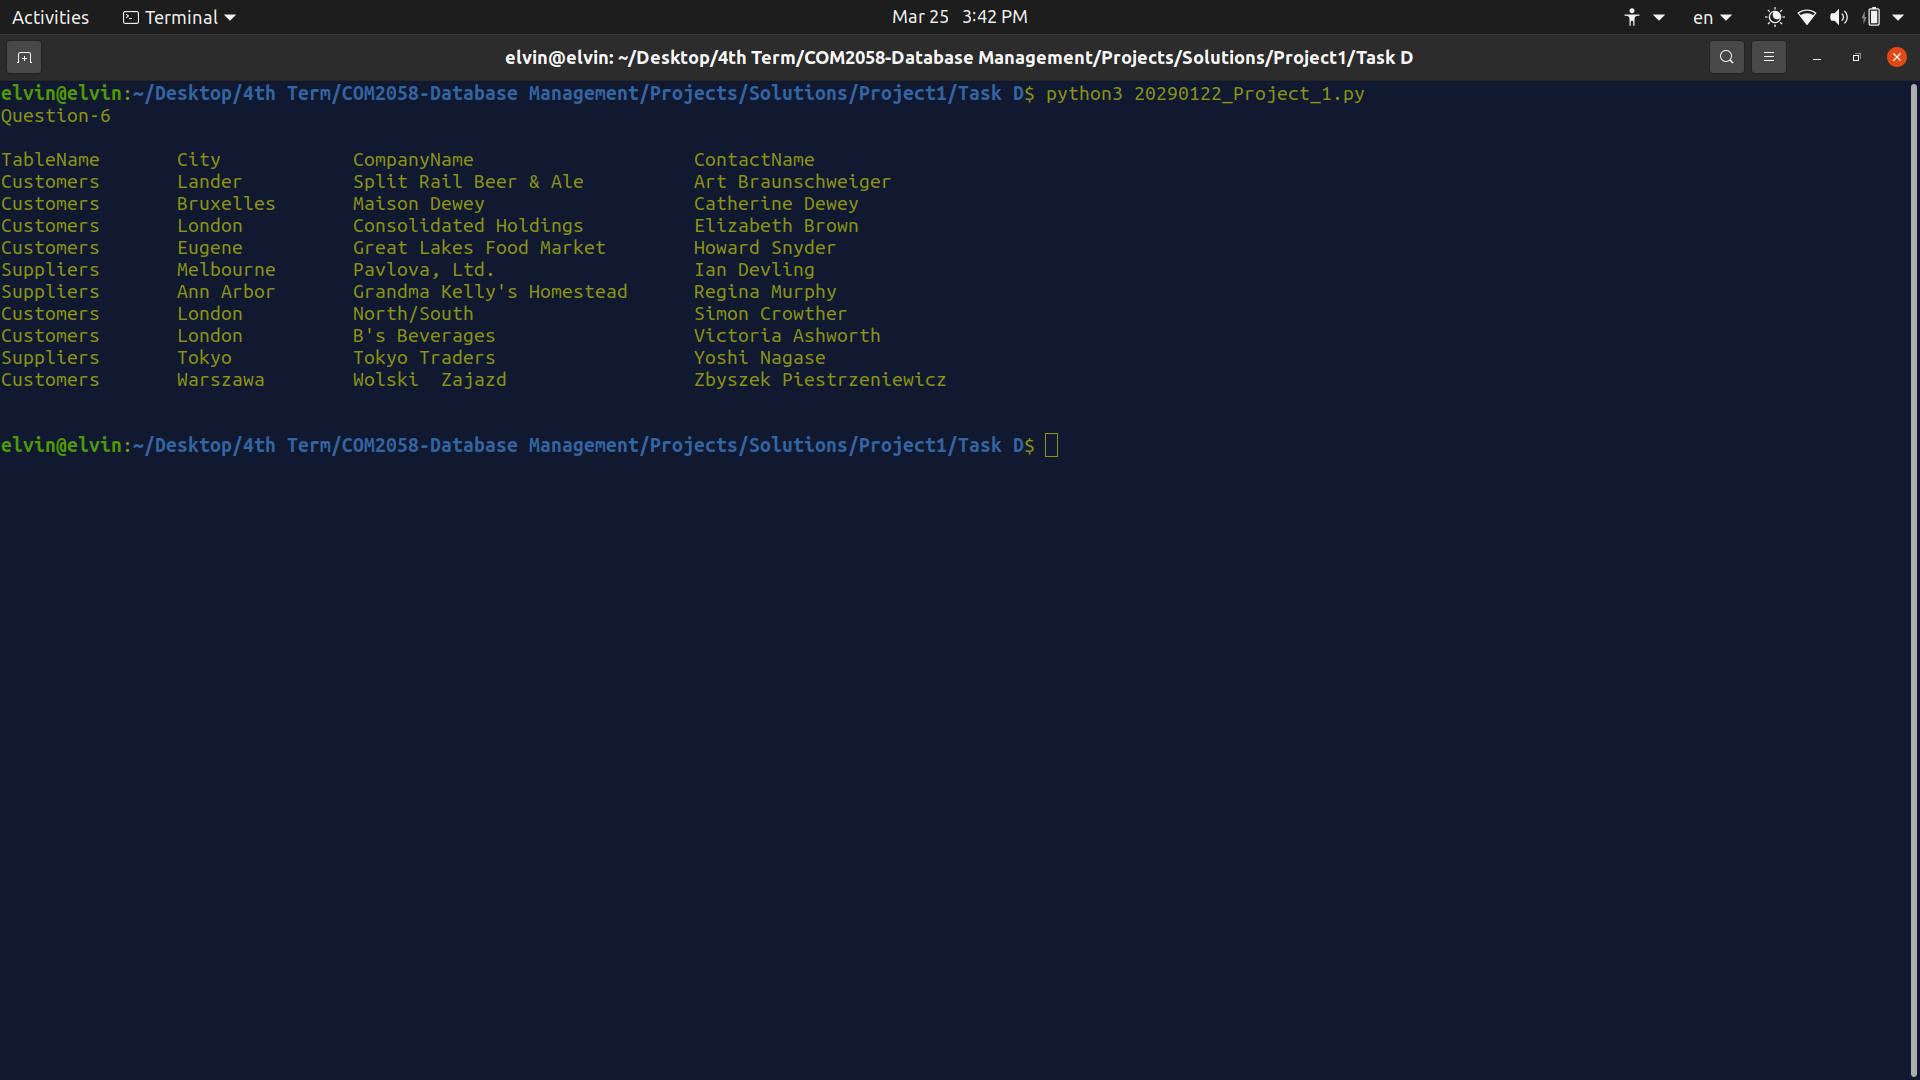 Activities Terminal Mar 25 3:42 PM en
elvin@elvin: ~/Desktop/4th Term/COM2058-Database Management/Projects/Solutions/Project1/Task D
elvin@elvin:~/Desktop/4th Term/COM2058-Database Management/Projects/Solutions/Project1/Task D$ python3 20290122_Project_1.py
Question-6
TableName City CompanyName ContactName
Customers Lander Split Rail Beer & Ale Art Braunschweiger
Customers Bruxelles Maison Dewey Catherine Dewey
Customers London Consolidated Holdings Elizabeth Brown
Customers Eugene Great Lakes Food Market Howard Snyder
Suppliers Melbourne Pavlova, Ltd. Ian Devling
Suppliers Ann Arbor Grandma Kelly's Homestead Regina Murphy
Customers London North/South Simon Crowther
Customers London B's Beverages Victoria Ashworth
Suppliers Tokyo Tokyo Traders Yoshi Nagase
Customers Warszawa Wolski  Zajazd Zbyszek Piestrzeniewicz
elvin@elvin:~/Desktop/4th Term/COM2058-Database Management/Projects/Solutions/Project1/Task D$